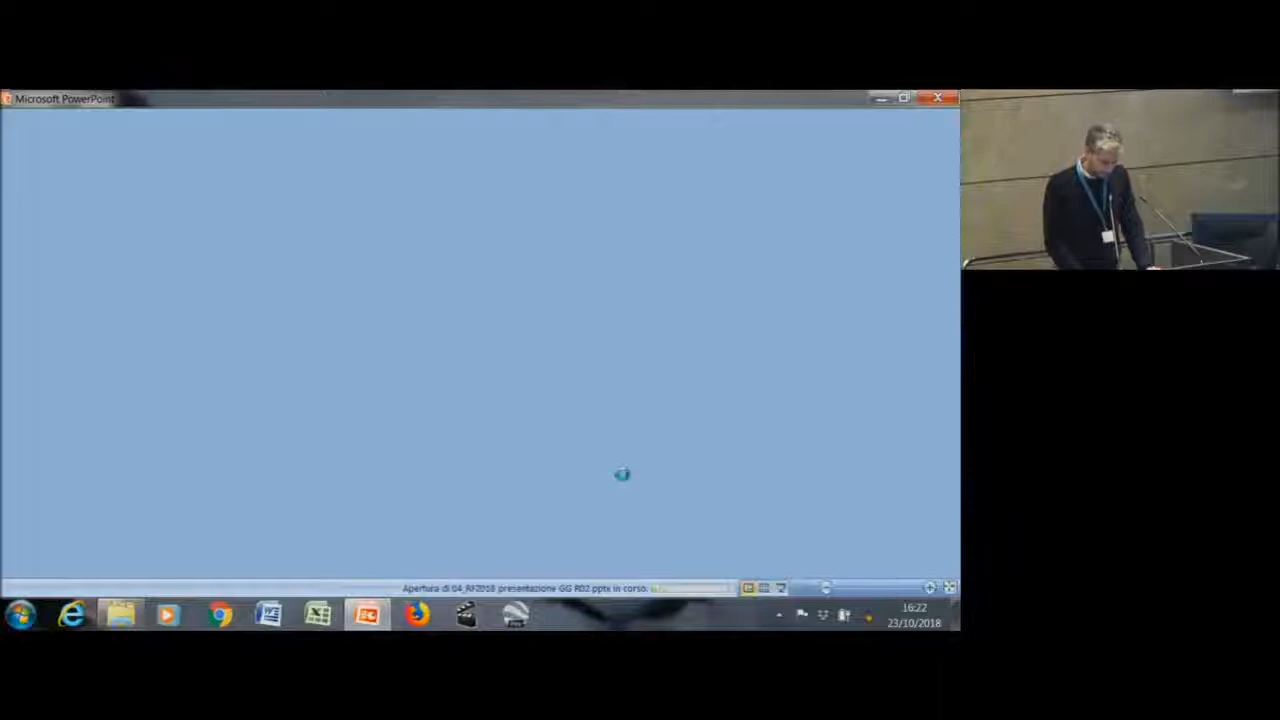 Microsoft PowerPoint
Apertura di 04_RF2018 presentazione GG R02.pptx in corso:
16:22
23/10/2018